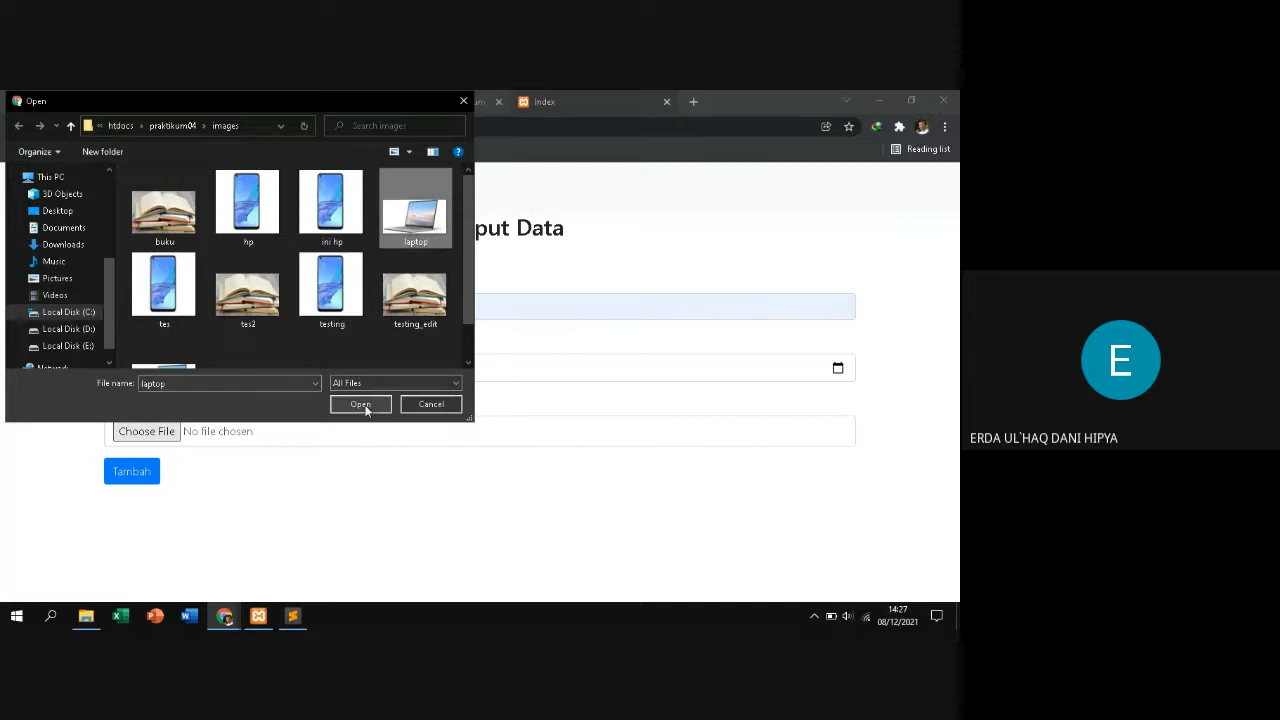 Open
um,
Index
htdocs
praktikum04
images
Search images
Organize
New folder
Reading list
This PC
3D Objects
Desktop
Documents
Downloads
Music
Pictures
Videos
Local Disk (C:)
Local Disk (D:)
Local Disk (E:)
buku
hp
ini hp
laptop
tes
tes2
testing
testing_edit
put Data
File name:
laptop
All Files
Open
Cancel
Choose File No file chosen
Tambah
E
ERDA UL`HAQ DANI HIPYA
14:27
08/12/2021